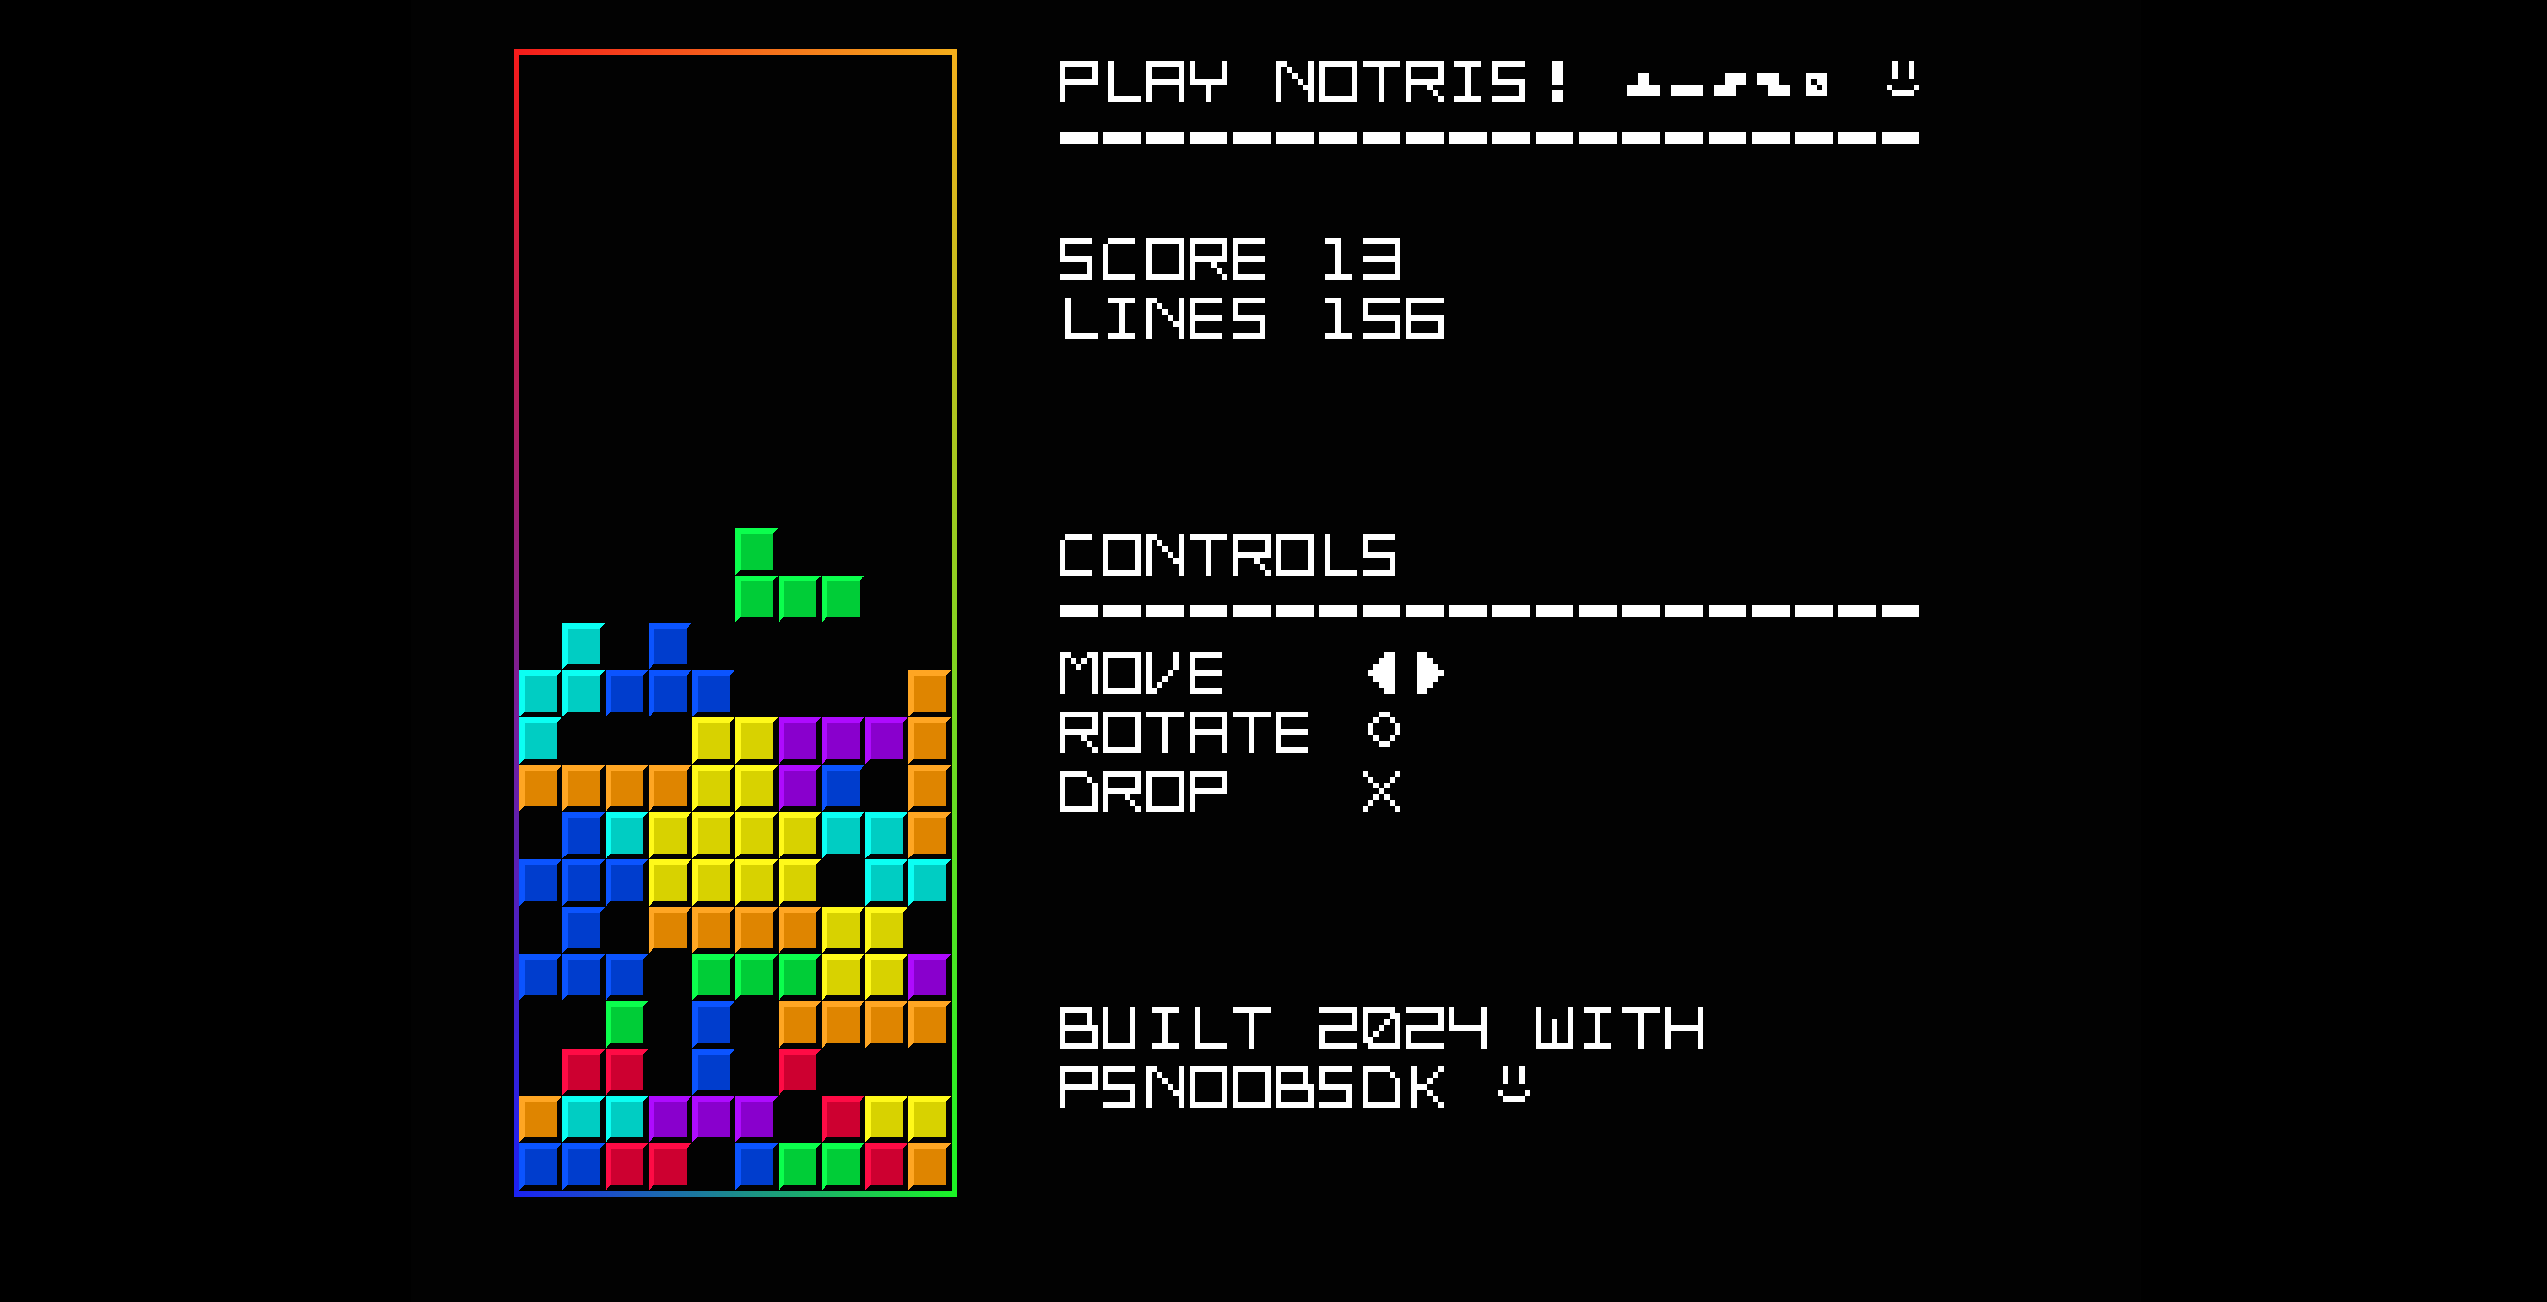 PLAY NOTRIS!
SCORE 13
LINES 156
CONTROLS
MOVE
ROTATE
DROP X
BUILT 2024 WITH
PSNOOBSDK